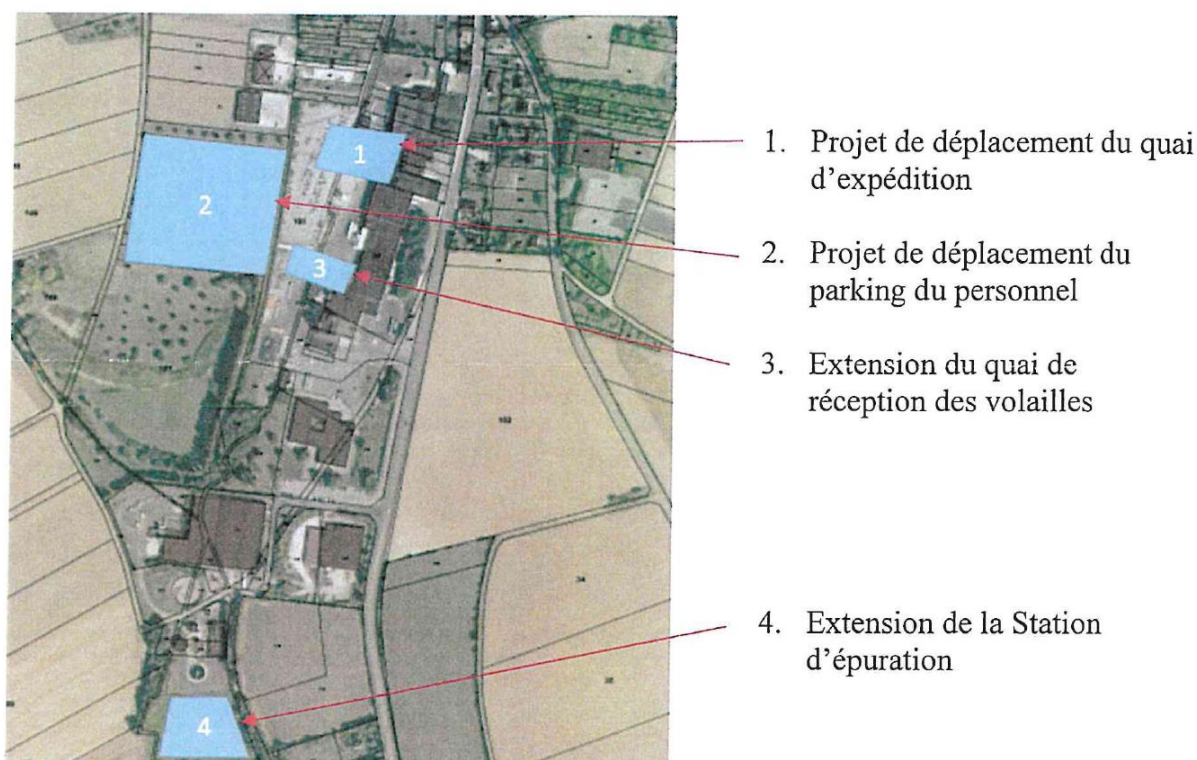 1. Projet de déplacement du quai
d'expédition
2. Projet de déplacement du
parking du personnel
3. Extension du quai de
réception des volailles
4. Extension de la Station
d'épuration
1
2
3
4